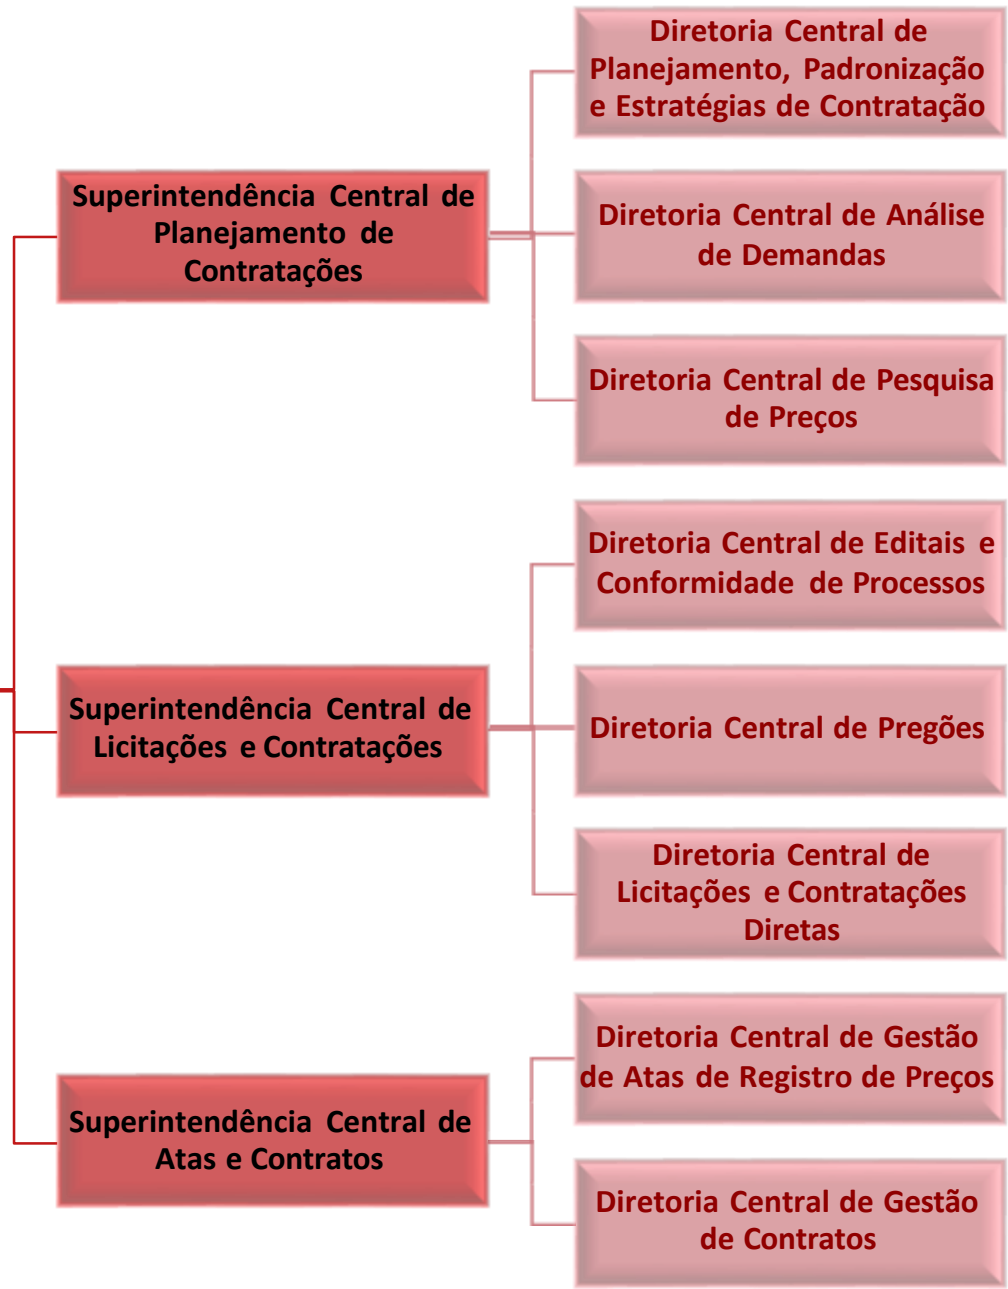 Diretoria Central de
Planejamento, Padronização
e Estratégias de Contratação
Superintendência Central de
Planejamento de
Contratações
Diretoria Central de Análise
de Demandas
Diretoria Central de Pesquisa
de Preços
Diretoria Central de Editais e
Conformidade de Processos
Superintendência Central de
Licitações e Contratações
Diretoria Central de Pregões
Diretoria Central de
Licitações e Contratações
Diretas
Diretoria Central de Gestão
de Atas de Registro de Preços
Superintendência Central de
Atas e Contratos
Diretoria Central de Gestão
de Contratos